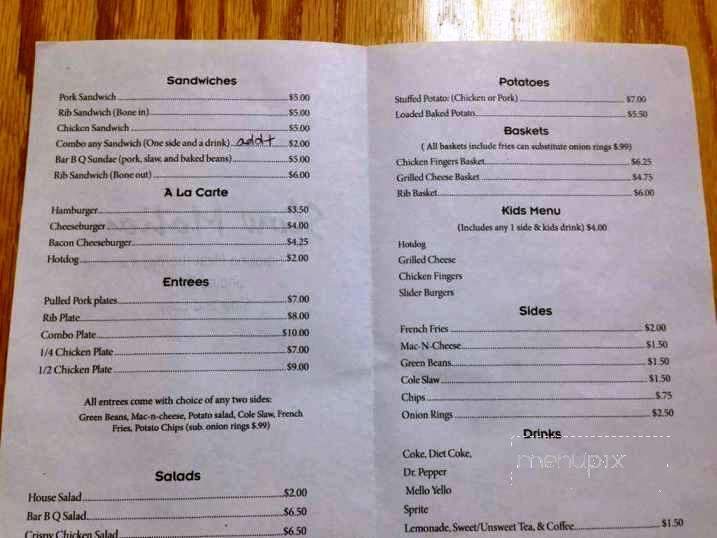 Sandwiches
Pork Sandwich $5.00
Rib Sandwich (Bone in) $5.00
Chicken Sandwich $5.00
Combo any Sandwich (One side and a drink) add+ $2.00
Bar B Q Sundae (pork, slaw, and baked beans) $5.00
Rib Sandwich (Bone out) $6.00
A La Carte
Hamburger $3.50
Cheeseburger $4.00
Bacon Cheeseburger $4.25
Hotdog $2.00
Entrees
Pulled Pork plates $7.00
Rib Plate $8.00
Combo Plate $10.00
1/4 Chicken Plate $7.00
1/2 Chicken Plate $9.00
All entrees come with choice of any two sides:
Green Beans, Mac-n-cheese, Potato salad, Cole Slaw, French
Fries, Potato Chips (sub. onion rings $.99)
Salads
House Salad $2.00
Bar B Q Salad $6.50
Crispy Chicken Salad $6.50
Potatoes
Stuffed Potato: (Chicken or Pork) $7.00
Loaded Baked Potato $5.50
Baskets
( All baskets include fries can substitute onion rings $.99)
Chicken Fingers Basket $6.25
Grilled Cheese Basket $4.75
Rib Basket $6.00
Kids Menu
(Includes any 1 side & kids drink) $4.00
Hotdog
Grilled Cheese
Chicken Fingers
Slider Burgers
Sides
French Fries $2.00
Mac-N-Cheese $1.50
Green Beans $1.50
Cole Slaw $1.50
Chips $.75
Onion Rings $2.50
Drinks
Coke, Diet Coke,
Dr. Pepper
Mello Yello
Sprite
Lemonade, Sweet/Unsweet Tea, & Coffee $1.50
menupix